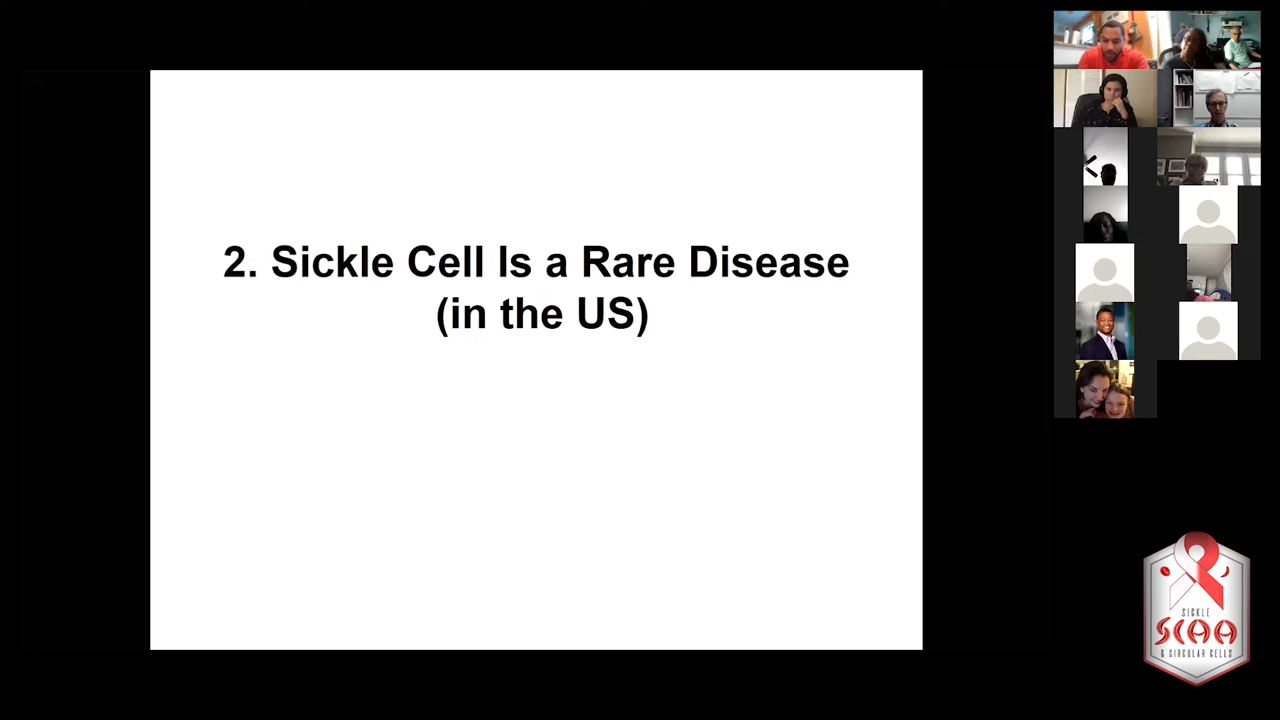 2. Sickle Cell Is a Rare Disease
(in the US)
SICKLE
SCAA
& CIRCULAR CELLS